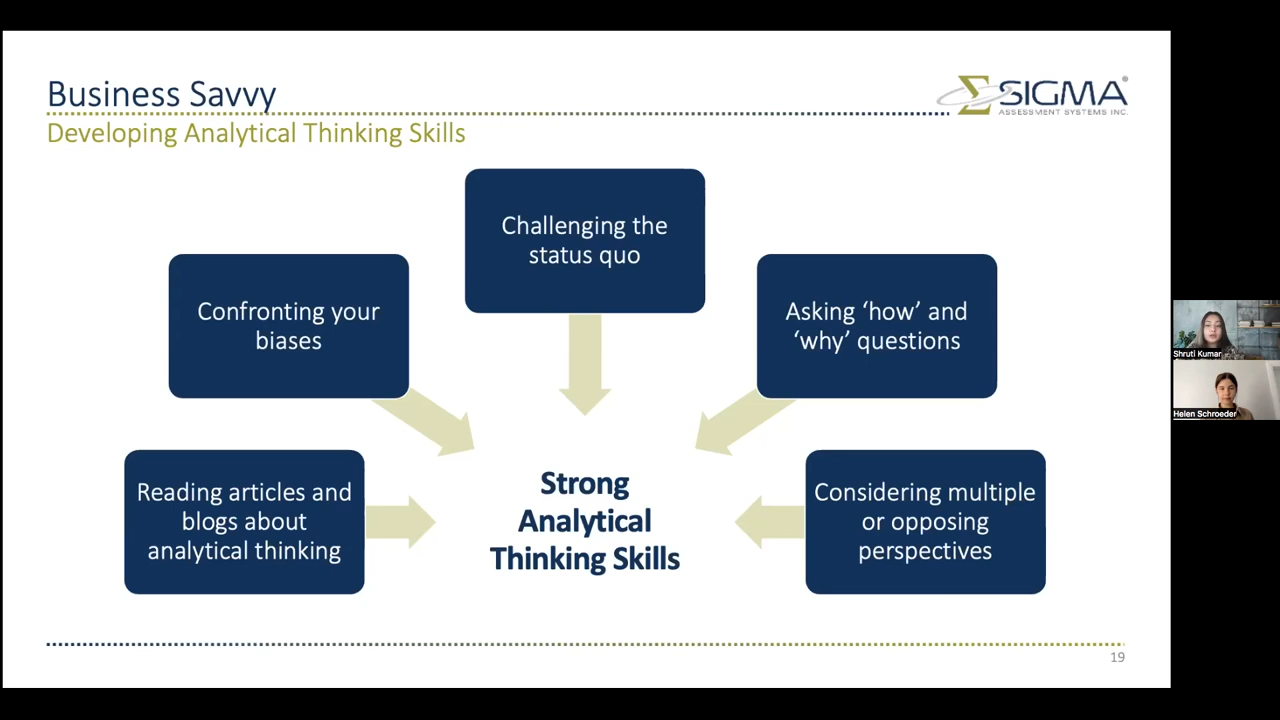 Business Savvy
Developing Analytical Thinking Skills
SIGMA®
ASSESSMENT SYSTEMS INC.
Challenging the
status quo
Confronting your
biases
Asking ‘how’ and
‘why’ questions
Reading articles and
blogs about
analytical thinking
Strong
Analytical
Thinking Skills
Considering multiple
or opposing
perspectives
19
Shruti Kumar
Helen Schroeder